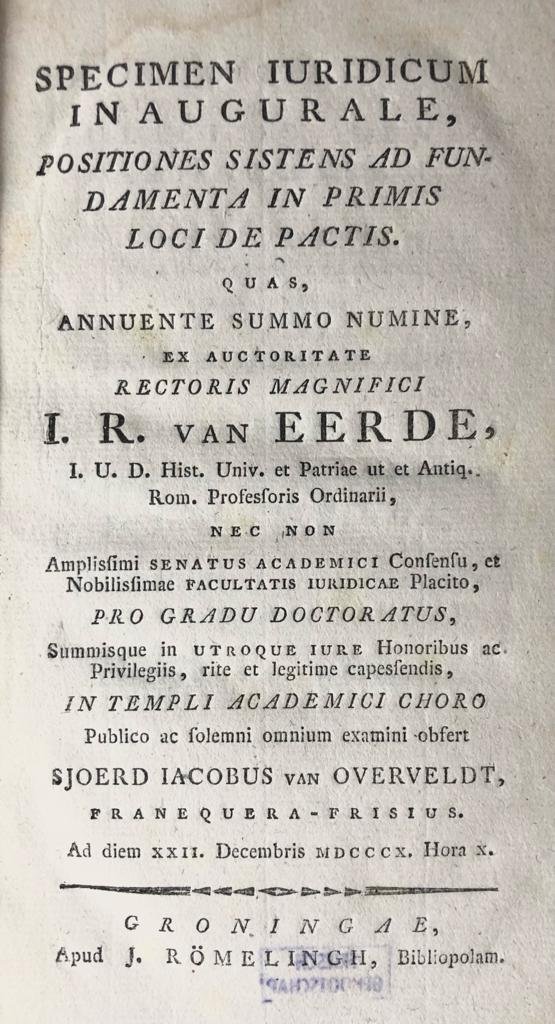 SPECIMEN IURIDICUM
INAUGURALE,
POSITIONES SISTENS AD FUN-
DAMENTA IN PRIMIS
LOCI DE PACTIS.
QUAS,
ANNUENTE SUMMO NUMINE,
EX AUCTORITATE
RECTORIS MAGNIFICI
I. R. VAN EERDE,
I. U. D. Hist. Univ. et Patriae ut et Antiq.
Rom. Profesſoris Ordinarii,
NEC NON
Amplisſimi SENATUS ACADEMICI Conſenſu, et
Nobilisſimae FACULTATIS IURIDICAE Placito,
PRO GRADU DOCTORATUS,
Summisque in UTROQUE IURE Honoribus ac
Privilegiis, rite et legitime capesſendis,
IN TEMPLI ACADEMICI CHORO
Publico ac ſolemni omnium examini obfert
SJOERD IACOBUS VAN OVERVELDT,
FRANEQUERA-FRISIUS.
Ad diem XXII. Decembris MDCCCX. Hora X.
GRONINGAE,
Apud J. RÖMELINGH, Bibliopolam.